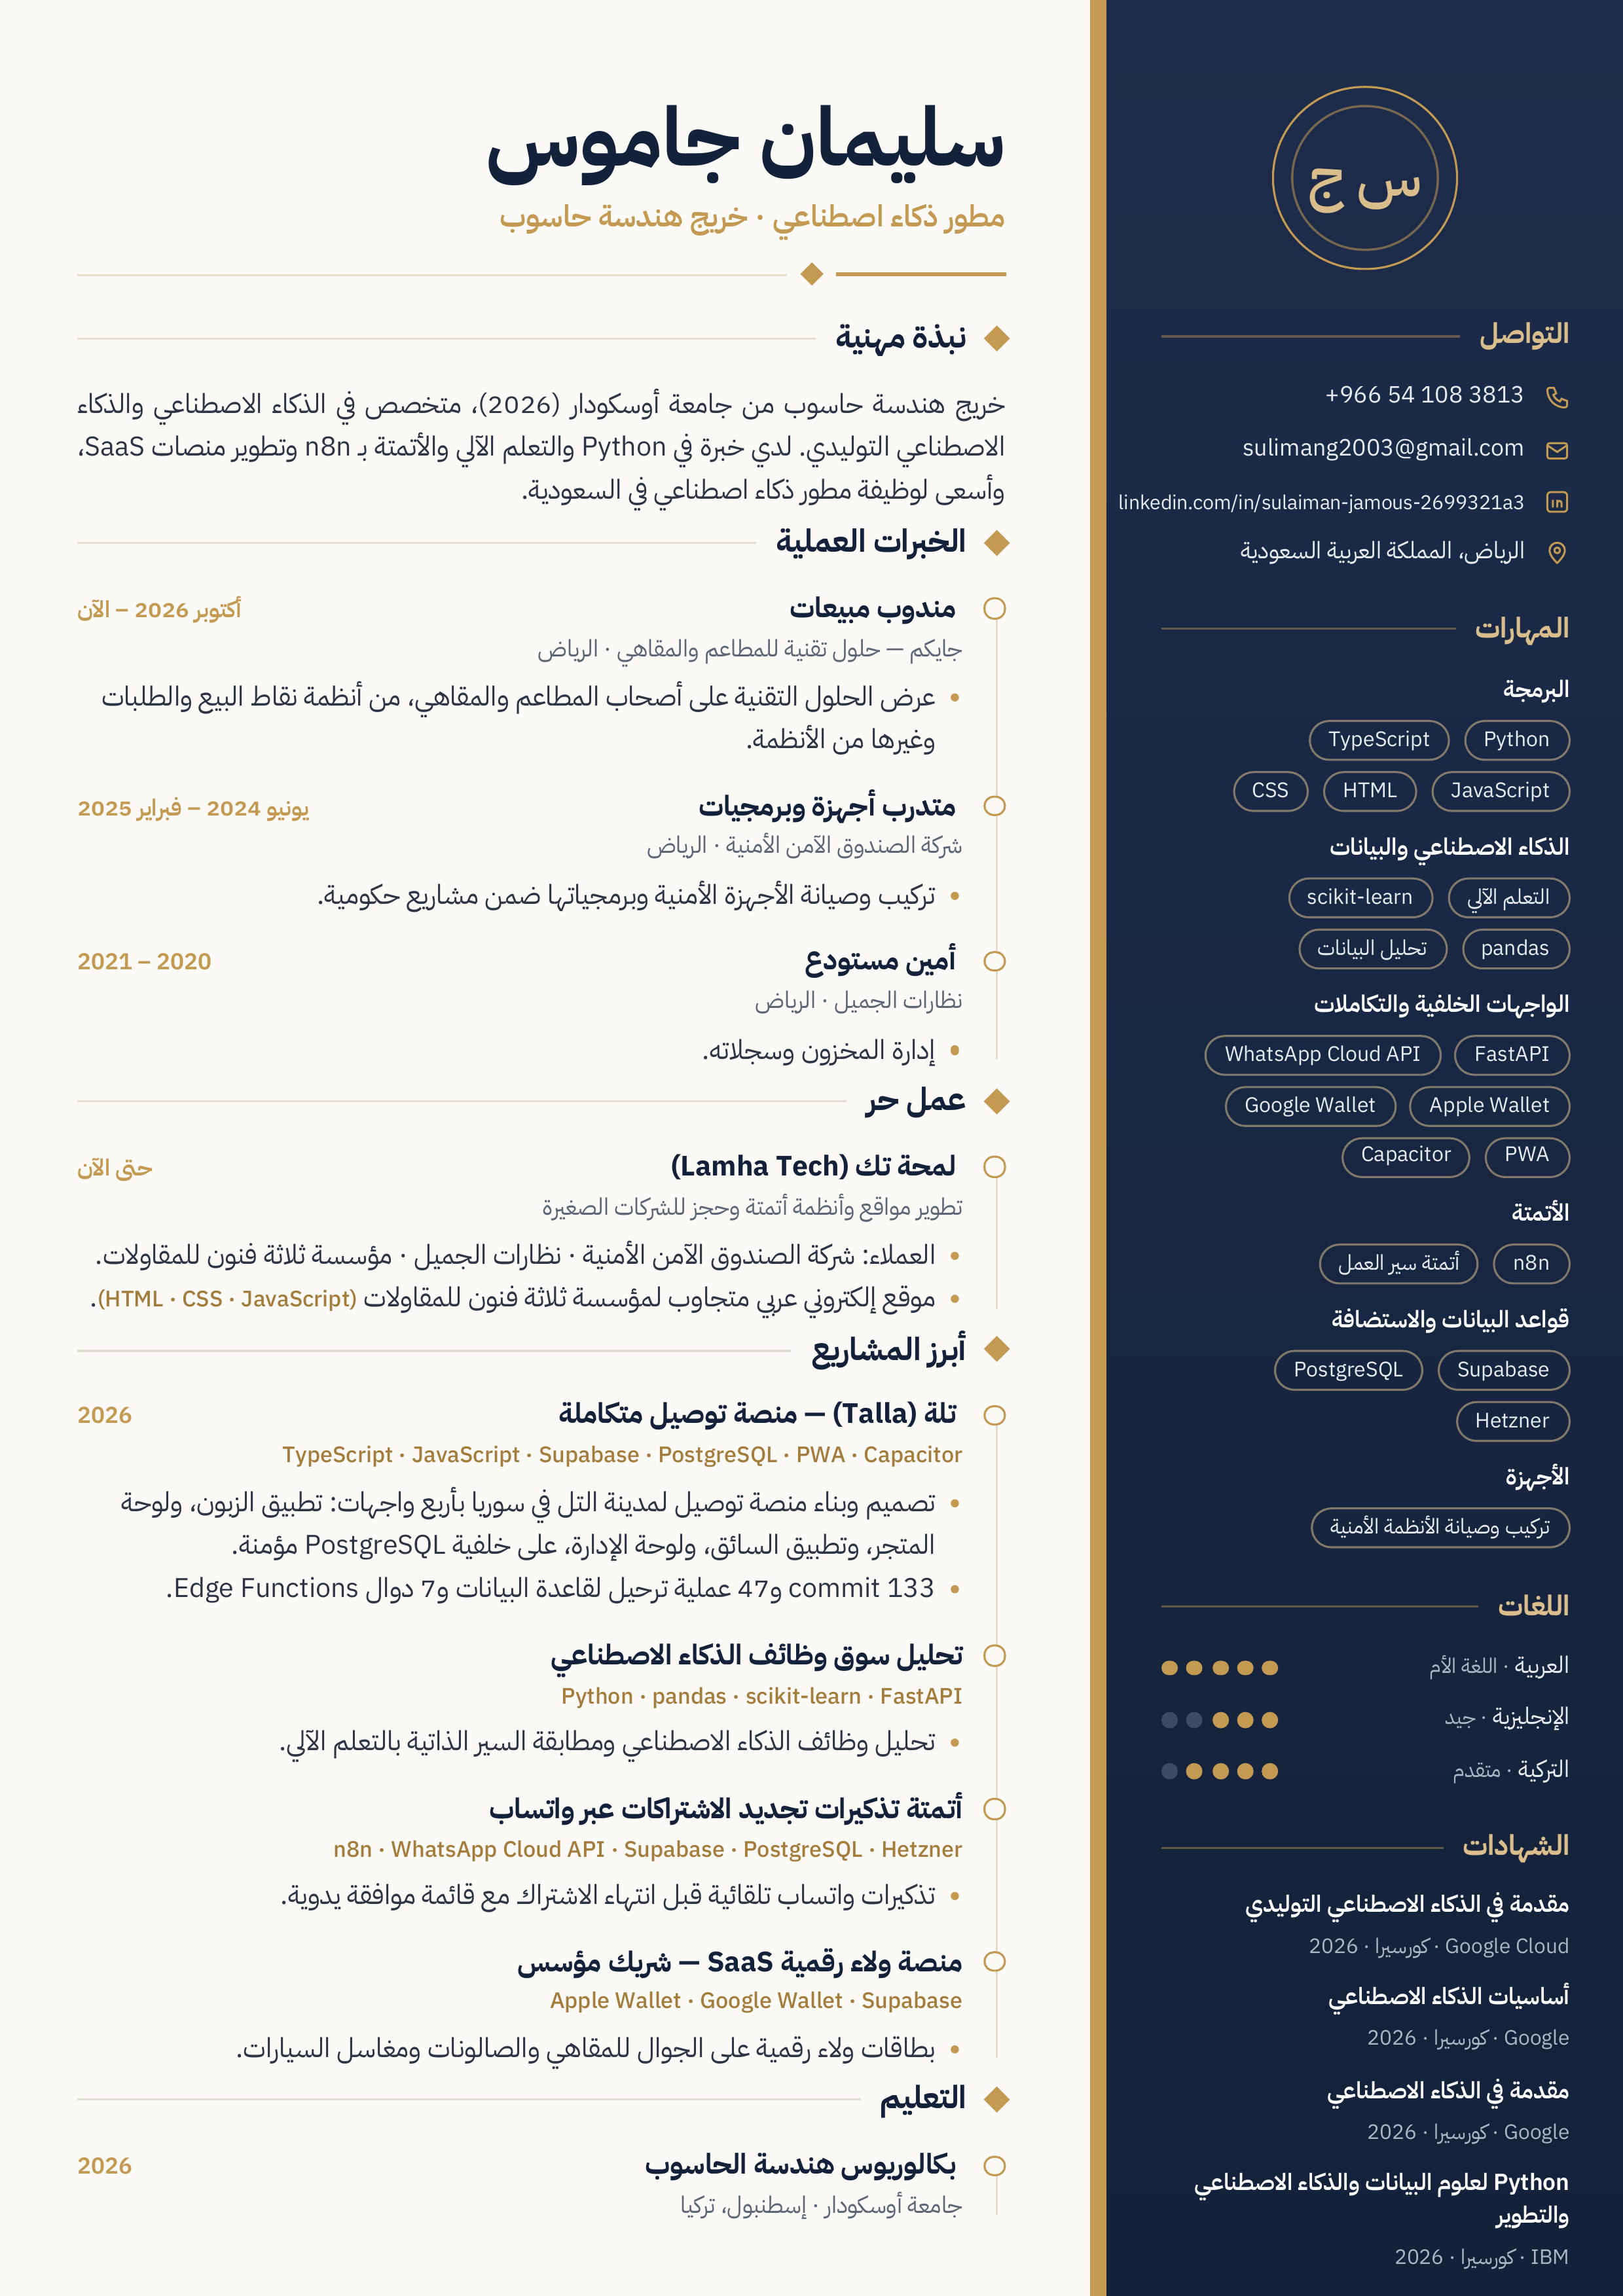 سليمان جاموس
مطور ذكاء اصطناعي · خريج هندسة حاسوب
نبذة مهنية
خريج هندسة حاسوب من جامعة أوسكودار (2026)، متخصص في الذكاء الاصطناعي والذكاء
الاصطناعي التوليدي. لدي خبرة في Python والتعلم الآلي والأتمتة بـ n8n وتطوير منصات SaaS،
وأسعى لوظيفة مطور ذكاء اصطناعي في السعودية.
الخبرات العملية
مندوب مبيعات
أكتوبر 2026 – الآن
جايكم — حلول تقنية للمطاعم والمقاهي · الرياض
• عرض الحلول التقنية على أصحاب المطاعم والمقاهي، من أنظمة نقاط البيع والطلبات
وغيرها من الأنظمة.
متدرب أجهزة وبرمجيات
يونيو 2024 – فبراير 2025
شركة الصندوق الآمن الأمنية · الرياض
• تركيب وصيانة الأجهزة الأمنية وبرمجياتها ضمن مشاريع حكومية.
أمين مستودع
2020 – 2021
نظارات الجميل · الرياض
• إدارة المخزون وسجلاته.
عمل حر
لمحة تك (Lamha Tech)
حتى الآن
تطوير مواقع وأنظمة أتمتة وحجز للشركات الصغيرة
• العملاء: شركة الصندوق الآمن الأمنية · نظارات الجميل · مؤسسة ثلاثة فنون للمقاولات.
• موقع إلكتروني عربي متجاوب لمؤسسة ثلاثة فنون للمقاولات (HTML · CSS · JavaScript).
أبرز المشاريع
تلة (Talla) — منصة توصيل متكاملة
2026
TypeScript · JavaScript · Supabase · PostgreSQL · PWA · Capacitor
• تصميم وبناء منصة توصيل لمدينة التل في سوريا بأربع واجهات: تطبيق الزبون، ولوحة
المتجر، وتطبيق السائق، ولوحة الإدارة، على خلفية PostgreSQL مؤمنة.
• 133 commit و47 عملية ترحيل لقاعدة البيانات و7 دوال Edge Functions.
تحليل سوق وظائف الذكاء الاصطناعي
Python · pandas · scikit-learn · FastAPI
• تحليل وظائف الذكاء الاصطناعي ومطابقة السير الذاتية بالتعلم الآلي.
أتمتة تذكيرات تجديد الاشتراكات عبر واتساب
n8n · WhatsApp Cloud API · Supabase · PostgreSQL · Hetzner
• تذكيرات واتساب تلقائية قبل انتهاء الاشتراك مع قائمة موافقة يدوية.
منصة ولاء رقمية SaaS — شريك مؤسس
Apple Wallet · Google Wallet · Supabase
• بطاقات ولاء رقمية على الجوال للمقاهي والصالونات ومغاسل السيارات.
التعليم
بكالوريوس هندسة الحاسوب
2026
جامعة أوسكودار · إسطنبول، تركيا
س ج
التواصل
+966 54 108 3813
sulimang2003@gmail.com
linkedin.com/in/sulaiman-jamous-2699321a3
الرياض، المملكة العربية السعودية
المهارات
البرمجة
Python TypeScript
JavaScript HTML CSS
الذكاء الاصطناعي والبيانات
التعلم الآلي scikit-learn
pandas تحليل البيانات
الواجهات الخلفية والتكاملات
FastAPI WhatsApp Cloud API
Apple Wallet Google Wallet
PWA Capacitor
الأتمتة
n8n أتمتة سير العمل
قواعد البيانات والاستضافة
Supabase PostgreSQL
Hetzner
الأجهزة
تركيب وصيانة الأنظمة الأمنية
اللغات
العربية · اللغة الأم
الإنجليزية · جيد
التركية · متقدم
الشهادات
مقدمة في الذكاء الاصطناعي التوليدي
Google Cloud · كورسيرا · 2026
أساسيات الذكاء الاصطناعي
Google · كورسيرا · 2026
مقدمة في الذكاء الاصطناعي
Google · كورسيرا · 2026
Python لعلوم البيانات والذكاء الاصطناعي
والتطوير
IBM · كورسيرا · 2026